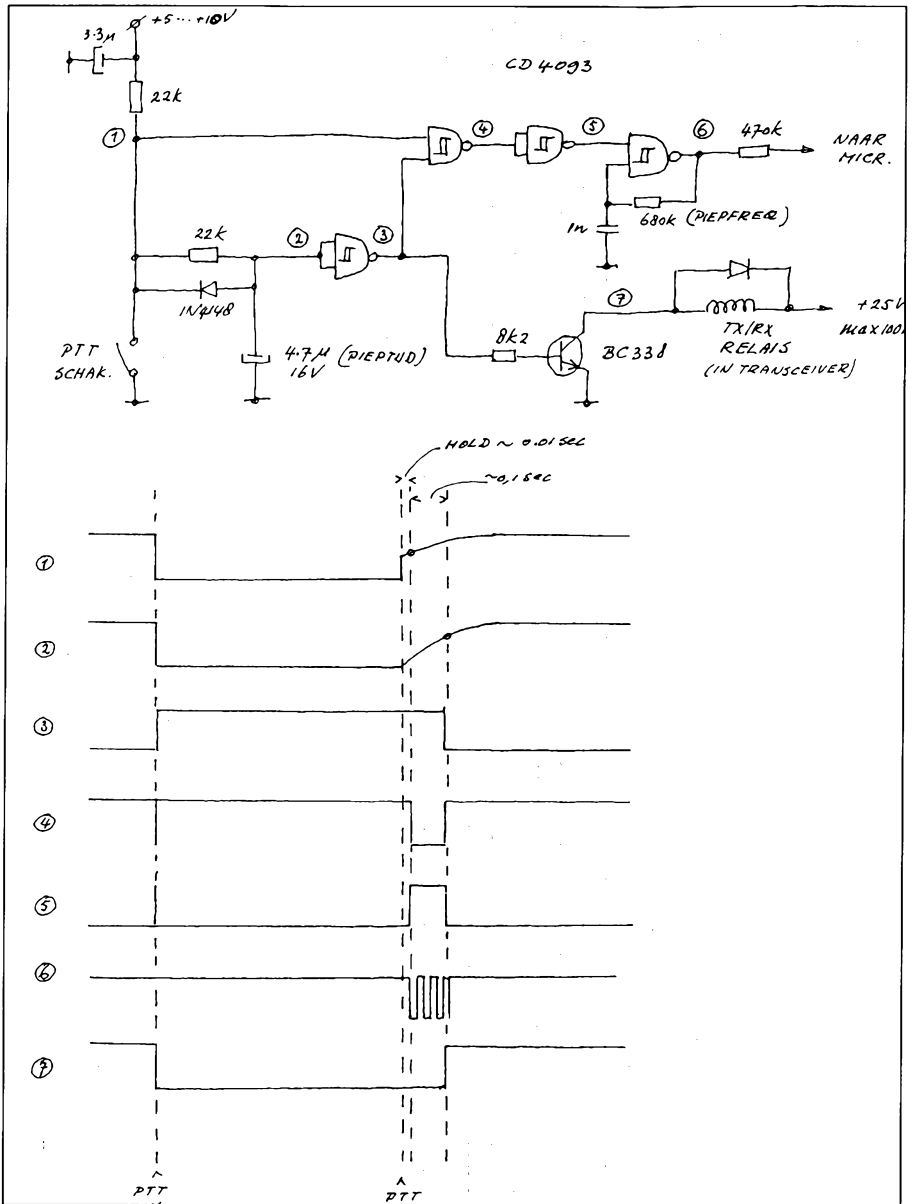 +5...+10V
3.3µ
CD4093
22k
①
④
⑤
⑥
470k
NAAR
MICR.
680k (PIEPFREQ)
1n
22k
②
③
1N4148
4.7µ (PIEPTIJD)
16V
PTT
SCHAK.
8k2
BC338
⑦
TX/RX
RELAIS
(IN TRANSCEIVER)
+25V
HOLD ~ 0.01 SEC
~0,1 SEC
①
②
③
④
⑤
⑥
⑦
PTT
PTT